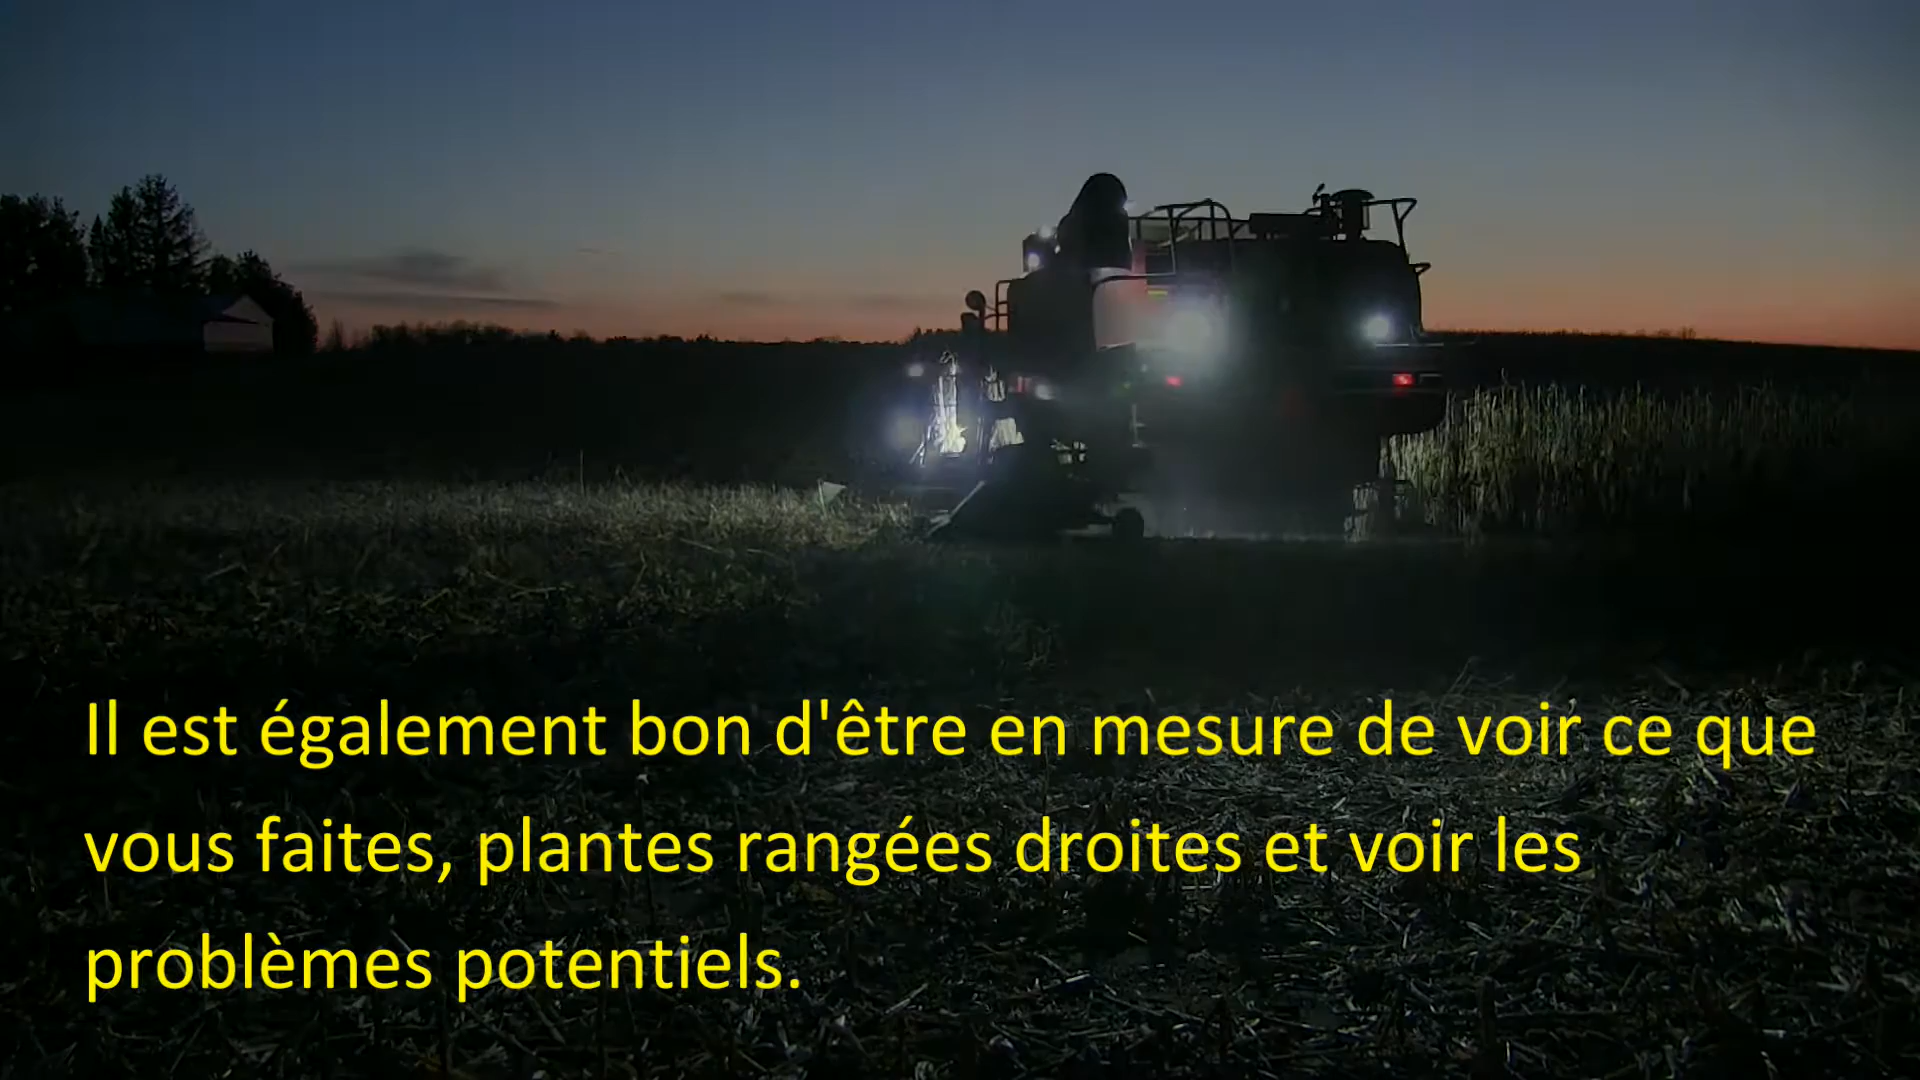 Il est également bon d'être en mesure de voir ce que
vous faites, plantes rangées droites et voir les
problèmes potentiels.